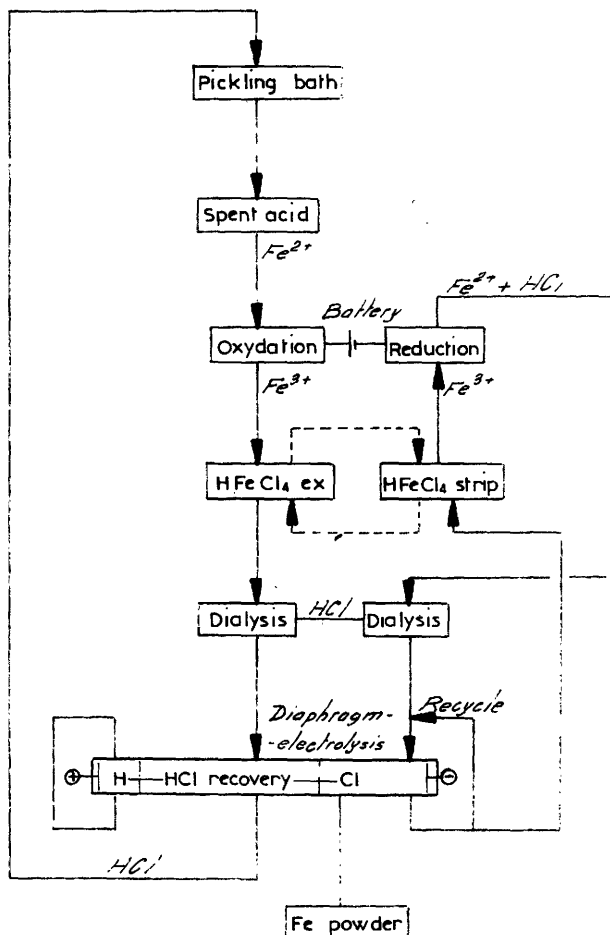 Pickling bath
Spent acid
Fe²⁺
Fe²⁺ + HCl
Battery
Oxydation
Reduction
Fe³⁺
Fe³⁺
HFeCl₄ ex
HFeCl₄ strip
Dialysis
HCl
Dialysis
Diaphragm-
-electrolysis
Recycle
+
H
HCl recovery
Cl
-
HCl
Fe powder